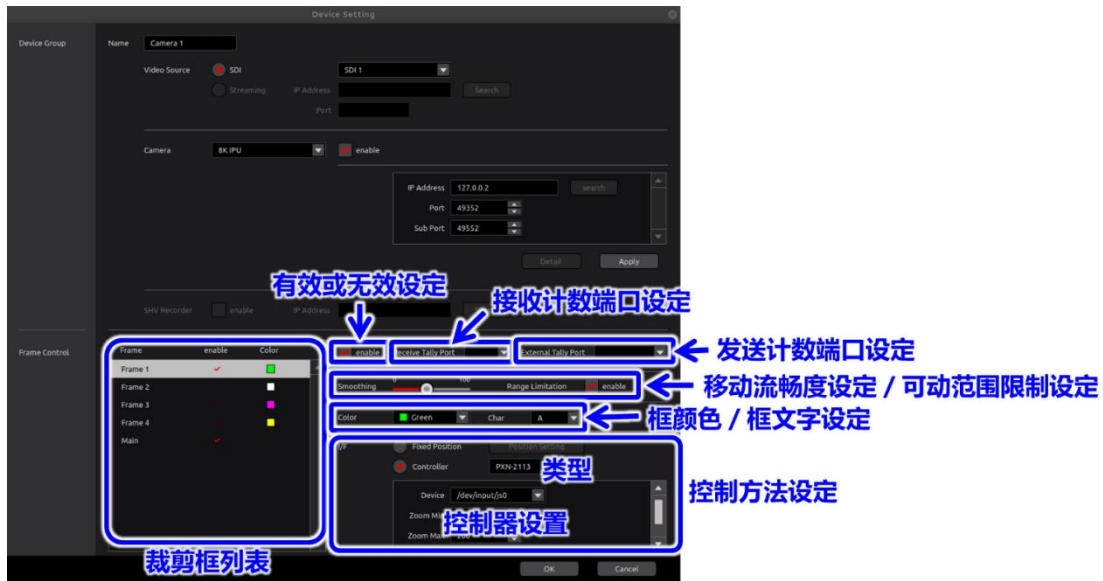 Device Setting
Device Group
Name Camera 1
Video Source SDI SDI 1
Streaming IP Address Search
Port
Camera 8K IPU enable
IP Address 127.0.0.2 search
Port 49352
Sub Port 49552
Detail Apply
有效或无效设定
接收计数端口设定
SHV Recorder enable IP Address
Frame Control
Frame enable Color
enable eceive Tally Port External Tally Port
发送计数端口设定
Frame 1
Smoothing 0 100 Range Limitation enable
移动流畅度设定 / 可动范围限制设定
Frame 2
Frame 3
Color Green Char A
框颜色 / 框文字设定
Frame 4
Main
I/F Fixed Position Position Setting
Controller PXN-2113
类型
控制方法设定
Device /dev/input/js0
Zoom Mi
控制器设置
Zoom Max 200
裁剪框列表
OK Cancel